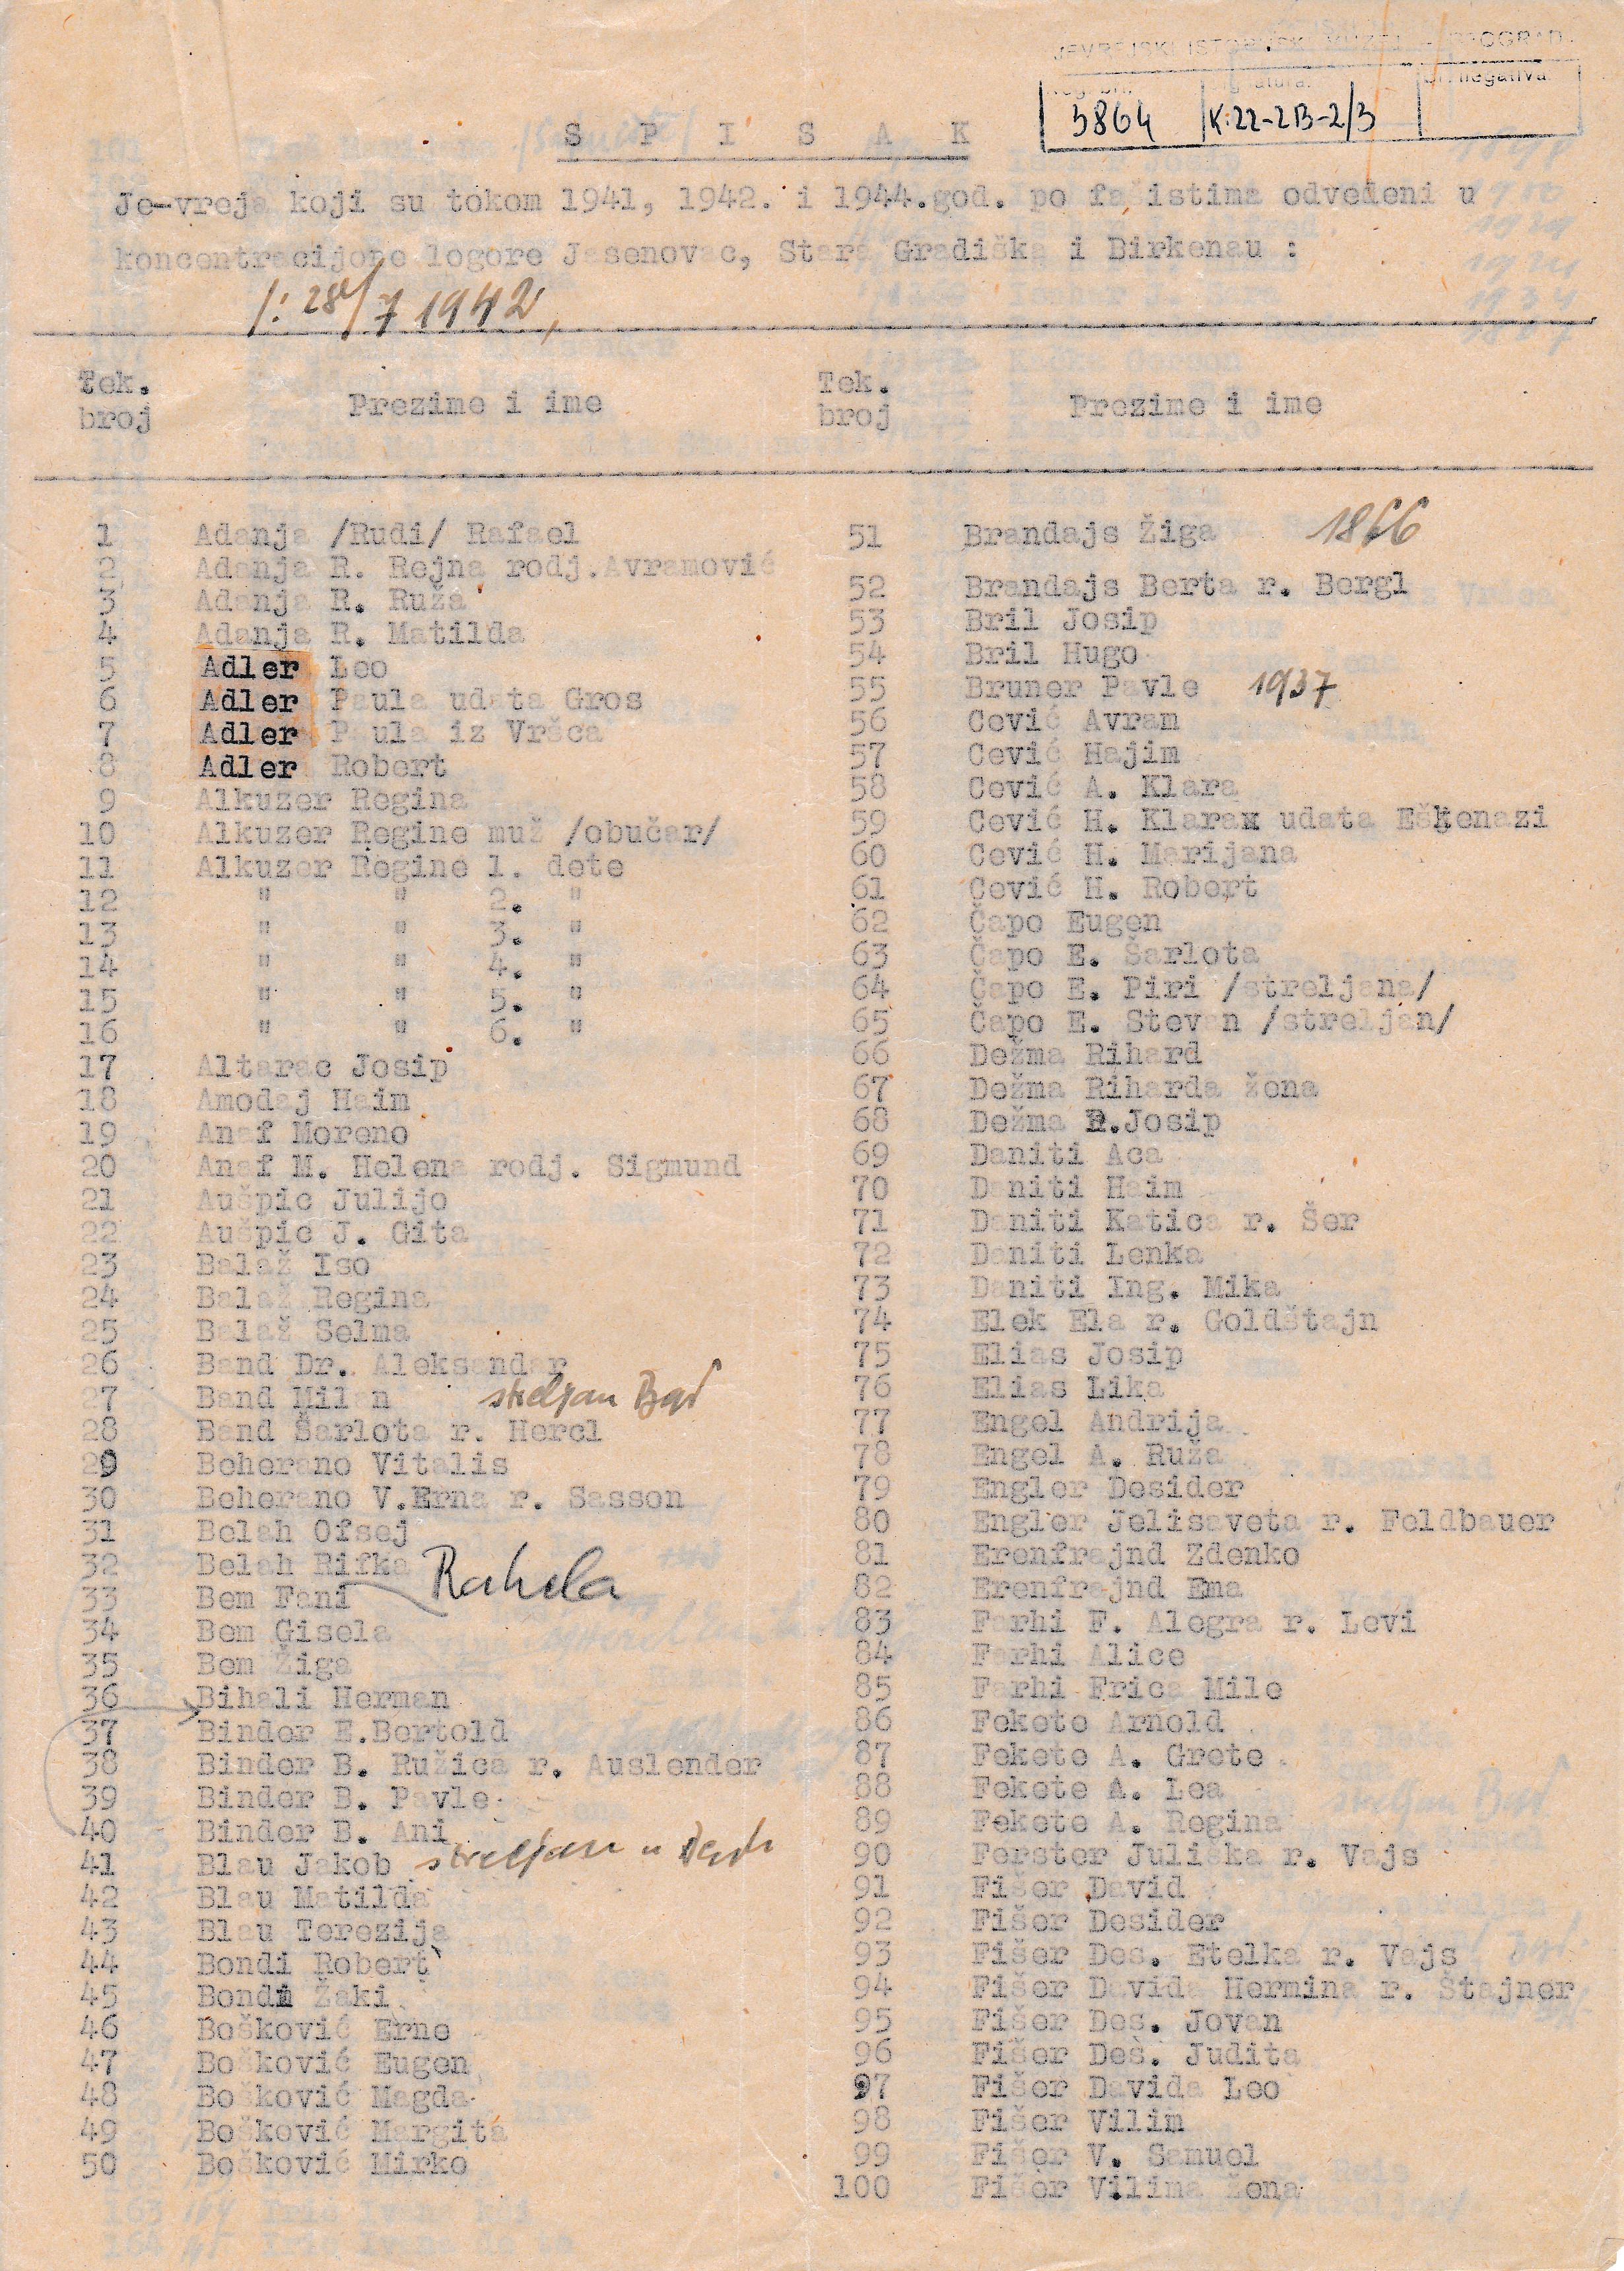 JEVREJSKI ISTORIJSKI MUZEJ - BEOGRAD
Reg. br. signatura: br. negativa
5864 K.22-2B-2/3
S P I S A K
Je-vreja koji su tokom 1941, 1942. i 1944.god. po fašistima odvedeni u
koncentracijone logore Jasenovac, Stara Gradiška i Birkenau :
/: 28/7 1942,
Tek. broj Prezime i ime Tek. broj Prezime i ime
1 Adanja /Rudi/ Rafael
2 Adanja R. Rejna rodj.Avramović
3 Adanja R. Ruža
4 Adanja R. Matilda
5 Adler Leo
6 Adler Paula udata Gros
7 Adler Paula iz Vršca
8 Adler Robert
9 Alkuzer Regina
10 Alkuzer Regine muž /obučar/
11 Alkuzer Regine 1. dete
12 " " 2. "
13 " " 3. "
14 " " 4. "
15 " " 5. "
16 " " 6. "
17 Altarac Josip
18 Amodaj Haim
19 Anaf Moreno
20 Anaf M. Helena rodj. Sigmund
21 Aušpic Julijo
22 Aušpic J. Gita
23 Balaž Iso
24 Balaž Regina
25 Balaž Selma
26 Band Dr. Aleksandar
27 Band Milan streljan Bgd
28 Band Šarlota r. Hercl
29 Beherano Vitalis
30 Beherano V.Erna r. Sasson
31 Belah Ofsej
32 Belah Rifka Rahela
33 Bem Fani
34 Bem Gisela
35 Bem Žiga
36 Bihali Herman
37 Binder E.Bertold
38 Binder B. Ružica r. Auslender
39 Binder B. Pavle
40 Binder B. Ani
41 Blau Jakob streljan u
42 Blau Matilda
43 Blau Terezija
44 Bondi Robert
45 Bondi Žaki
46 Bošković Erne
47 Bošković Eugen
48 Bošković Magda
49 Bošković Margita
50 Bošković Mirko
51 Brandajs Žiga 1866
52 Brandajs Berta r. Bergl
53 Bril Josip
54 Bril Hugo
55 Bruner Pavle 1937
56 Cević Avram
57 Cević Hajim
58 Cević A. Klara
59 Cević H. Klarax udata Eškenazi
60 Cević H. Marijana
61 Cević H. Robert
62 Čapo Eugen
63 Čapo E. Šarlota
64 Čapo E. Piri /streljana/
65 Čapo E. Stevan /streljan/
66 Dežma Rihard
67 Dežma Riharda žena
68 Dežma R.Josip
69 Daniti Aca
70 Daniti Haim
71 Daniti Katica r. Šer
72 Daniti Lenka
73 Daniti Ing. Mika
74 Elek Ela r. Goldštajn
75 Elias Josip
76 Elias Lika
77 Engel Andrija
78 Engel A. Ruža
79 Engler Desider
80 Engler Jelisaveta r. Feldbauer
81 Erenfrajnd Zdenko
82 Erenfrajnd Ema
83 Farhi F. Alegra r. Levi
84 Farhi Alice
85 Farhi Frica Mile
86 Fekete Arnold
87 Fekete A. Grete
88 Fekete A. Lea
89 Fekete A. Regina
90 Ferster Juliška r. Vajs
91 Fišer David
92 Fišer Desider
93 Fišer Des. Etelka r. Vajs
94 Fišer Davida Hermina r. Štajner
95 Fišer Des. Jovan
96 Fišer Des. Judita
97 Fišer Davida Leo
98 Fišer Vilim
99 Fišer V. Samuel
100 Fišer Vilima žena